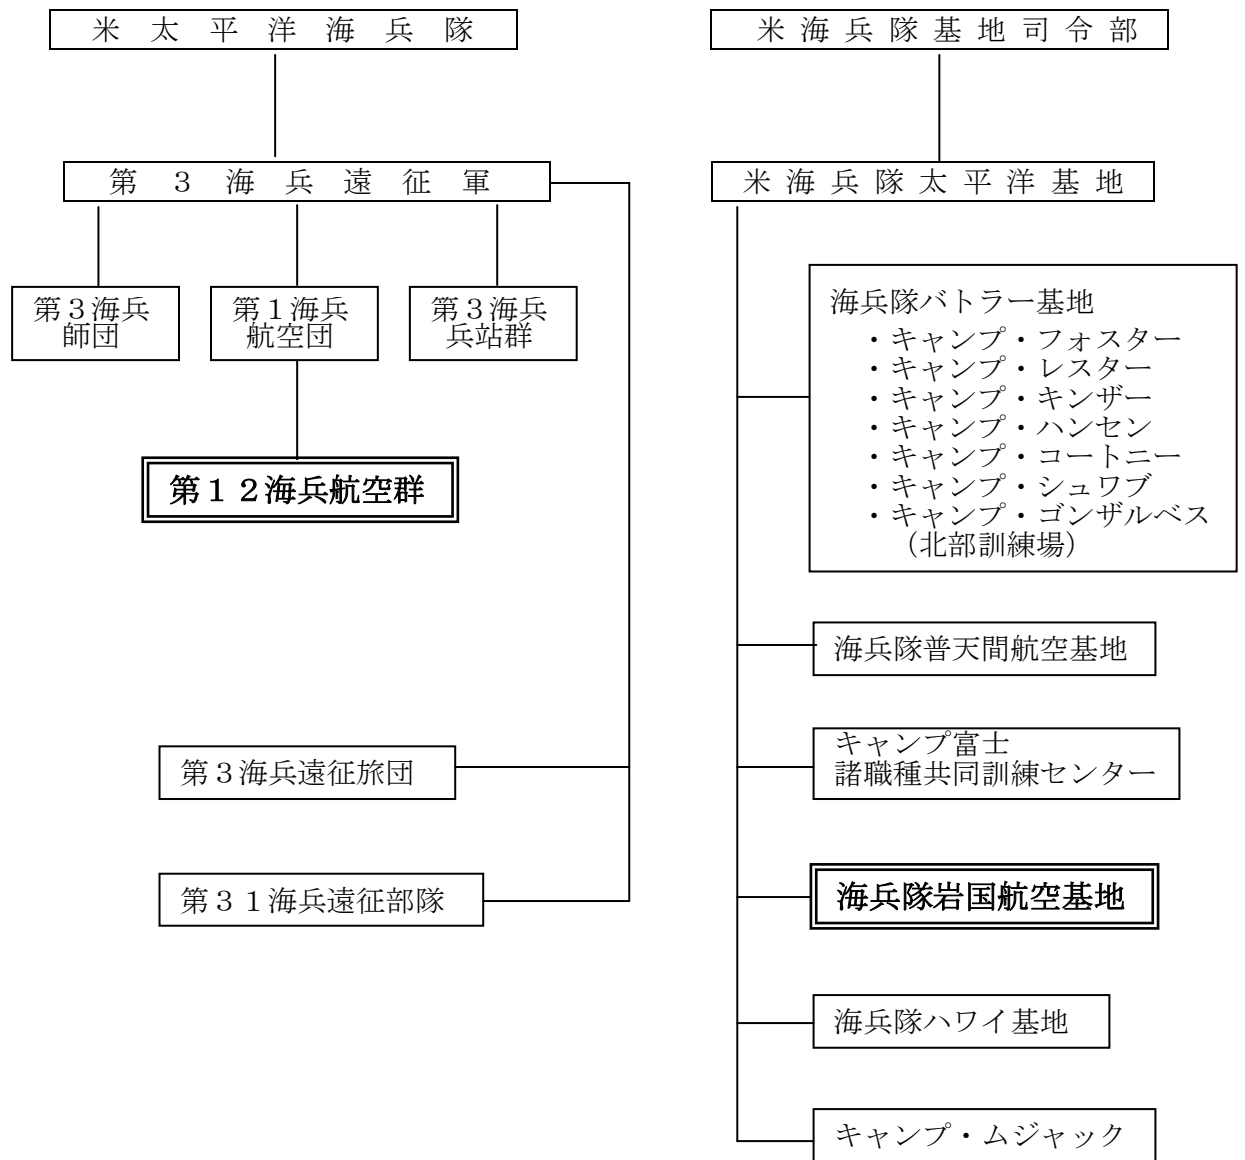 米太平洋海兵隊
第３海兵遠征軍
第３海兵
師団
第１海兵
航空団
第３海兵
兵站群
第１２海兵航空群
第３海兵遠征旅団
第３１海兵遠征部隊
米海兵隊基地司令部
米海兵隊太平洋基地
海兵隊バトラー基地
・キャンプ・フォスター
・キャンプ・レスター
・キャンプ・キンザー
・キャンプ・ハンセン
・キャンプ・コートニー
・キャンプ・シュワブ
・キャンプ・ゴンザルベス
（北部訓練場）
海兵隊普天間航空基地
キャンプ富士
諸職種共同訓練センター
海兵隊岩国航空基地
海兵隊ハワイ基地
キャンプ・ムジャック